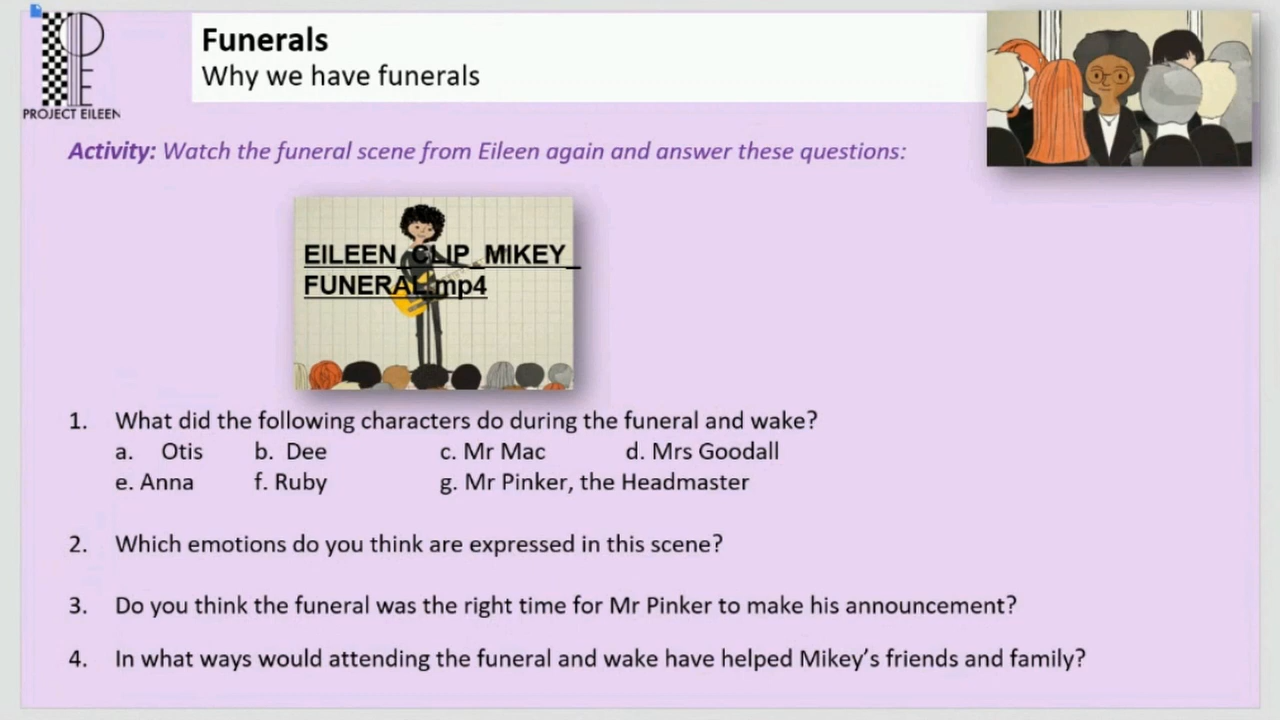 Funerals
Why we have funerals
PROJECT EILEEN
Activity: Watch the funeral scene from Eileen again and answer these questions:
EILEEN_CLIP_MIKEY_
FUNERAL.mp4
1. What did the following characters do during the funeral and wake?
a. Otis b. Dee c. Mr Mac d. Mrs Goodall
e. Anna f. Ruby g. Mr Pinker, the Headmaster
2. Which emotions do you think are expressed in this scene?
3. Do you think the funeral was the right time for Mr Pinker to make his announcement?
4. In what ways would attending the funeral and wake have helped Mikey’s friends and family?